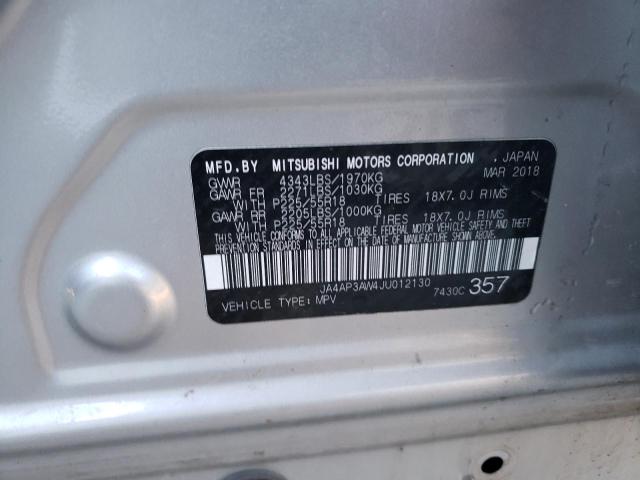 MFD.BY MITSUBISHI MOTORS CORPORATION . JAPAN
MAR 2018
GVWR 4343LBS/1970KG
GAWR FR 2271LBS/1030KG
WITH P225/55R18 TIRES 18X7.0J RIMS
GAWR RR 2205LBS/1000KG
WITH P225/55R18 TIRES 18X7.0J RIMS
THIS VEHICLE CONFORMS TO ALL APPLICABLE FEDERAL MOTOR VEHICLE SAFETY AND THEFT PREVENTION STANDARDS IN EFFECT ON THE DATE OF MANUFACTURE SHOWN ABOVE.
JA4AP3AW4JU012130
VEHICLE TYPE: MPV 7430C 357